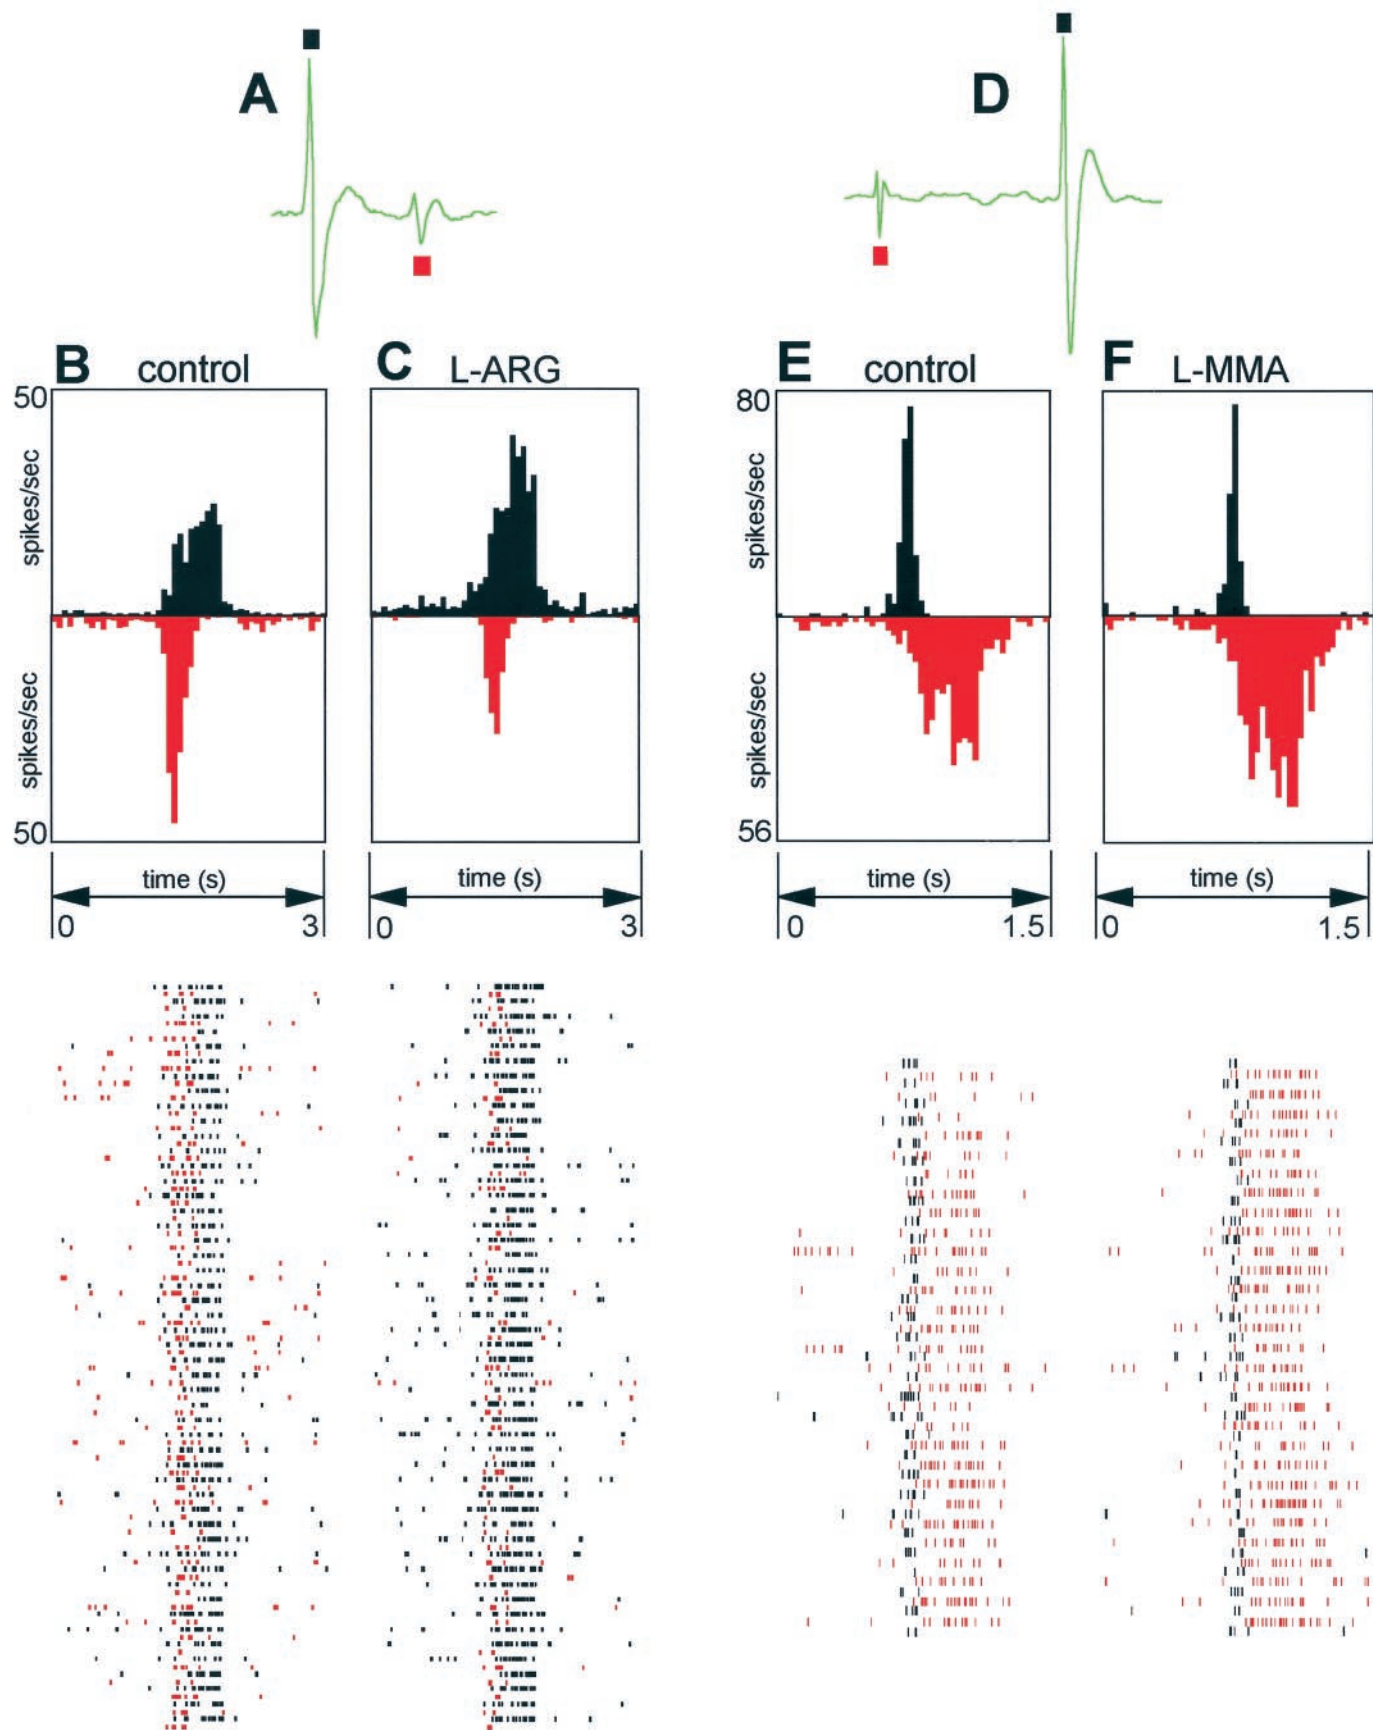 A
D
B control
C L-ARG
E control
F L-MMA
50
spikes/sec
spikes/sec
50
80
spikes/sec
spikes/sec
56
time (s)
0 3
time (s)
0 3
time (s)
0 1.5
time (s)
0 1.5